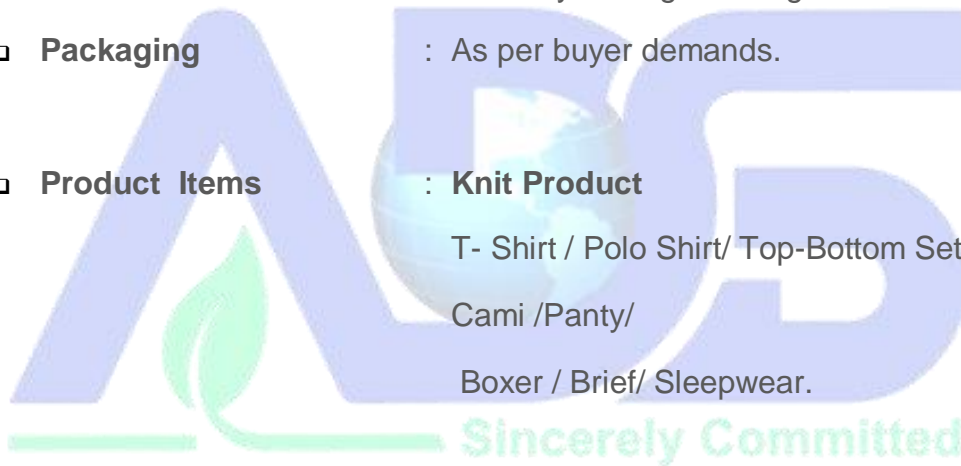 Packaging : As per buyer demands.
Product Items : Knit Product
T- Shirt / Polo Shirt/ Top-Bottom Set
Cami /Panty/
Boxer / Brief/ Sleepwear.
ADS
Sincerely Committed